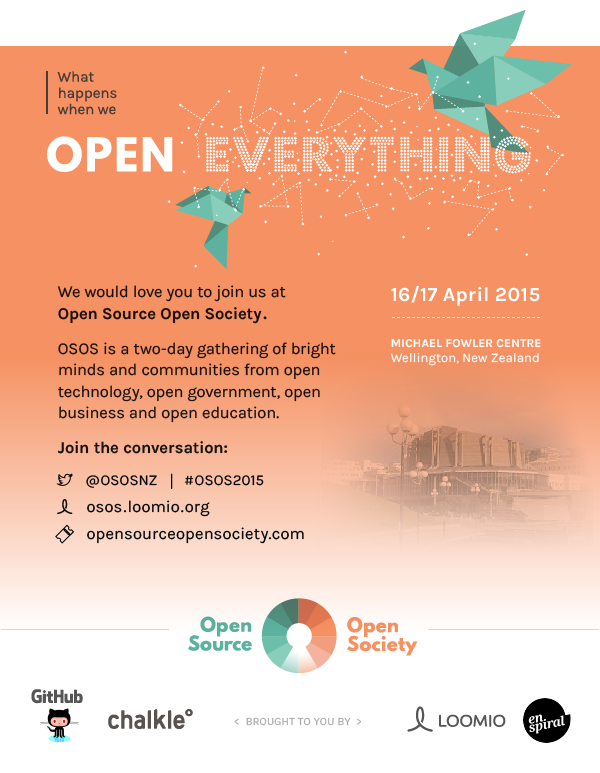 What
happens
when we
OPEN EVERYTHING
We would love you to join us at
Open Source Open Society.
OSOS is a two-day gathering of bright
minds and communities from open
technology, open government, open
business and open education.
Join the conversation:
@OSOSNZ | #OSOS2015
osos.loomio.org
opensourceopensociety.com
16/17 April 2015
MICHAEL FOWLER CENTRE
Wellington, New Zealand
Open
Source
Open
Society
GitHub
chalkle°
< BROUGHT TO YOU BY >
LOOMIO
en
spiral